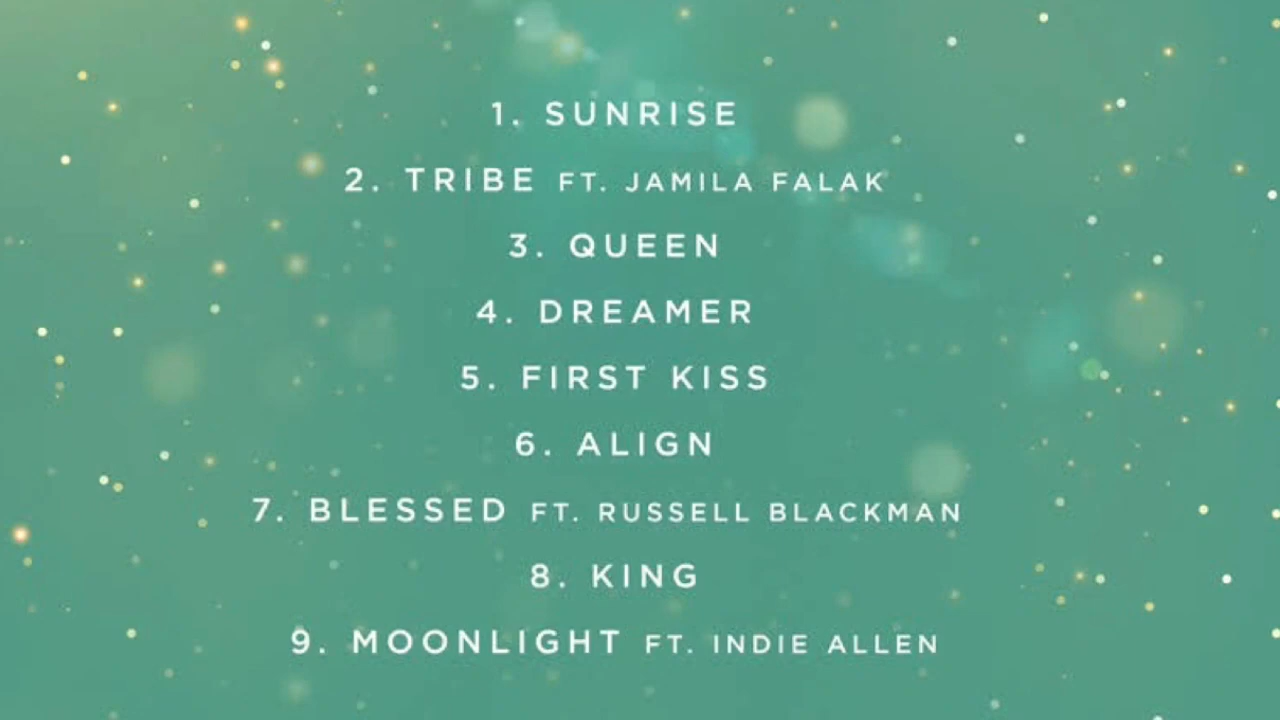 1. SUNRISE
2. TRIBE FT. JAMILA FALAK
3. QUEEN
4. DREAMER
5. FIRST KISS
6. ALIGN
7. BLESSED FT. RUSSELL BLACKMAN
8. KING
9. MOONLIGHT FT. INDIE ALLEN